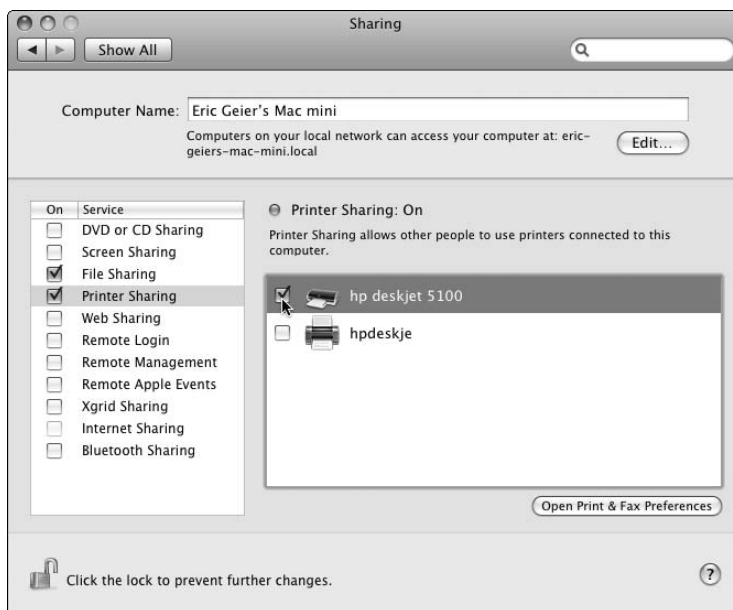 Sharing
Show All
Computer Name: Eric Geier's Mac mini
Computers on your local network can access your computer at: eric-
geiers-mac-mini.local
Edit...
On Service
DVD or CD Sharing
Screen Sharing
File Sharing
Printer Sharing
Web Sharing
Remote Login
Remote Management
Remote Apple Events
Xgrid Sharing
Internet Sharing
Bluetooth Sharing
Printer Sharing: On
Printer Sharing allows other people to use printers connected to this
computer.
hp deskjet 5100
hpdeskje
Open Print & Fax Preferences
Click the lock to prevent further changes.
?